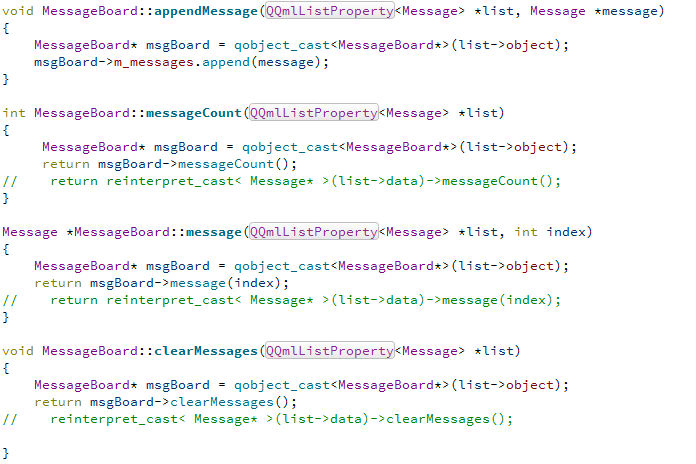 void MessageBoard::appendMessage(QQmlListProperty<Message> *list, Message *message)
{
    MessageBoard* msgBoard = qobject_cast<MessageBoard*>(list->object);
    msgBoard->m_messages.append(message);
}

int MessageBoard::messageCount(QQmlListProperty<Message> *list)
{
     MessageBoard* msgBoard = qobject_cast<MessageBoard*>(list->object);
     return msgBoard->messageCount();
//    return reinterpret_cast< Message* >(list->data)->messageCount();
}

Message *MessageBoard::message(QQmlListProperty<Message> *list, int index)
{
    MessageBoard* msgBoard = qobject_cast<MessageBoard*>(list->object);
    return msgBoard->message(index);
//    return reinterpret_cast< Message* >(list->data)->message(index);
}

void MessageBoard::clearMessages(QQmlListProperty<Message> *list)
{
    MessageBoard* msgBoard = qobject_cast<MessageBoard*>(list->object);
    return msgBoard->clearMessages();
//    reinterpret_cast< Message* >(list->data)->clearMessages();

}